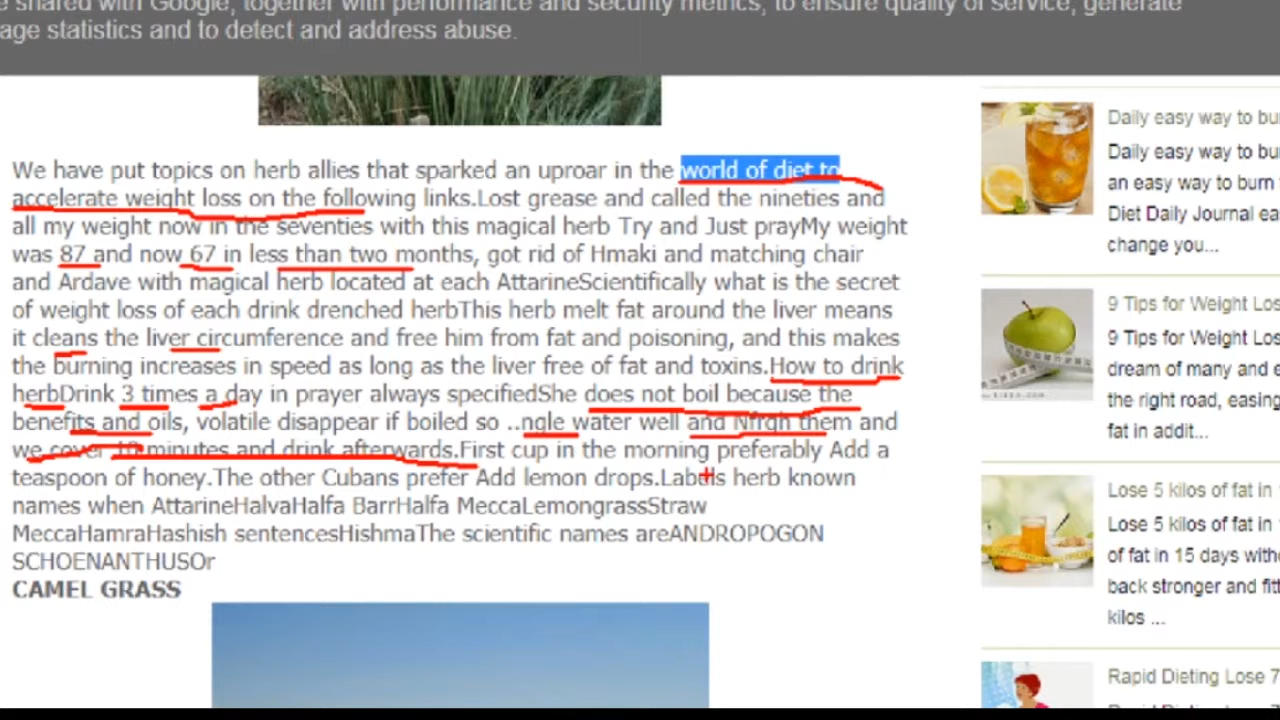 e shared with Google, together with performance and security metrics, to ensure quality of service, generate
age statistics and to detect and address abuse.
We have put topics on herb allies that sparked an uproar in the world of diet to
accelerate weight loss on the following links.Lost grease and called the nineties and
all my weight now in the seventies with this magical herb Try and Just prayMy weight
was 87 and now 67 in less than two months, got rid of Hmaki and matching chair
and Ardave with magical herb located at each AttarineScientifically what is the secret
of weight loss of each drink drenched herbThis herb melt fat around the liver means
it cleans the liver circumference and free him from fat and poisoning, and this makes
the burning increases in speed as long as the liver free of fat and toxins.How to drink
herbDrink 3 times a day in prayer always specifiedShe does not boil because the
benefits and oils, volatile disappear if boiled so ..ngle water well and Nfrgh them and
we cover 10 minutes and drink afterwards.First cup in the morning preferably Add a
teaspoon of honey.The other Cubans prefer Add lemon drops.Labels herb known
names when AttarineHalvaHalfa BarrHalfa MeccaLemongrassStraw
MeccaHamraHashish sentencesHishmaThe scientific names areANDROPOGON
SCHOENANTHUSOr
CAMEL GRASS
Daily easy way to bu
Daily easy way to bur
an easy way to burn
Diet Daily Journal ea
change you...
9 Tips for Weight Los
9 Tips for Weight Los
dream of many and e
the right road, easing
fat in addit...
Lose 5 kilos of fat in
Lose 5 kilos of fat in
of fat in 15 days with
back stronger and fitt
kilos ...
Rapid Dieting Lose 7